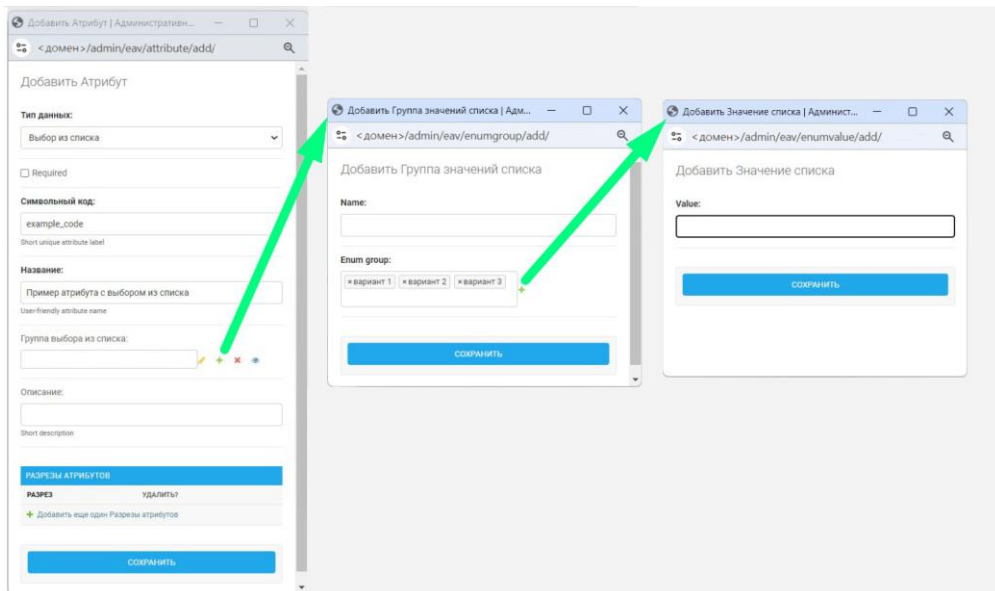 Добавить Атрибут | Административн...
<домен>/admin/eav/attribute/add/
Добавить Атрибут
Тип данных:
Выбор из списка
Required
Символьный код:
example_code
Short unique attribute label
Название:
Пример атрибута с выбором из списка
User-friendly attribute name
Группа выбора из списка:
Описание:
Short description
РАЗРЕЗЫ АТРИБУТОВ
РАЗРЕЗ УДАЛИТЬ?
Добавить еще один Разрезы атрибутов
СОХРАНИТЬ
Добавить Группа значений списка | Адм...
<домен>/admin/eav/enumgroup/add/
Добавить Группа значений списка
Name:
Enum group:
×вариант 1 ×вариант 2 ×вариант 3
СОХРАНИТЬ
Добавить Значение списка | Админист...
<домен>/admin/eav/enumvalue/add/
Добавить Значение списка
Value:
СОХРАНИТЬ